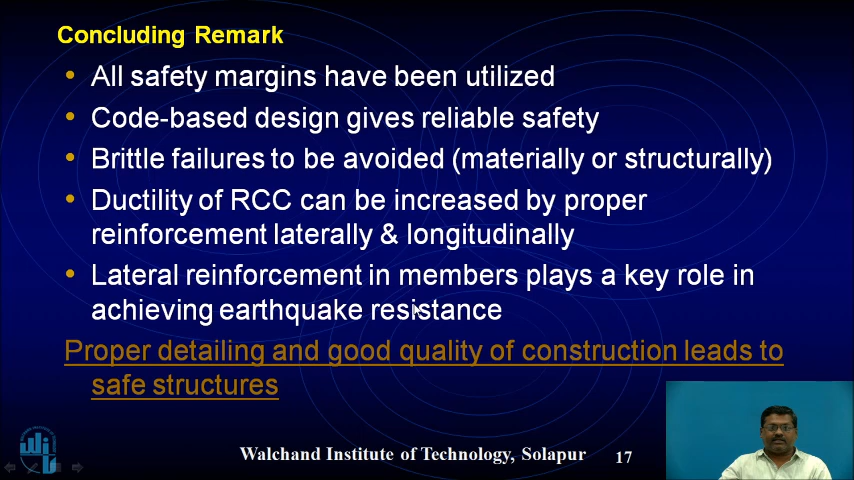 Concluding Remark
• All safety margins have been utilized
• Code-based design gives reliable safety
• Brittle failures to be avoided (materially or structurally)
• Ductility of RCC can be increased by proper
reinforcement laterally & longitudinally
• Lateral reinforcement in members plays a key role in
achieving earthquake resistance
Proper detailing and good quality of construction leads to
safe structures
Walchand Institute of Technology, Solapur 17